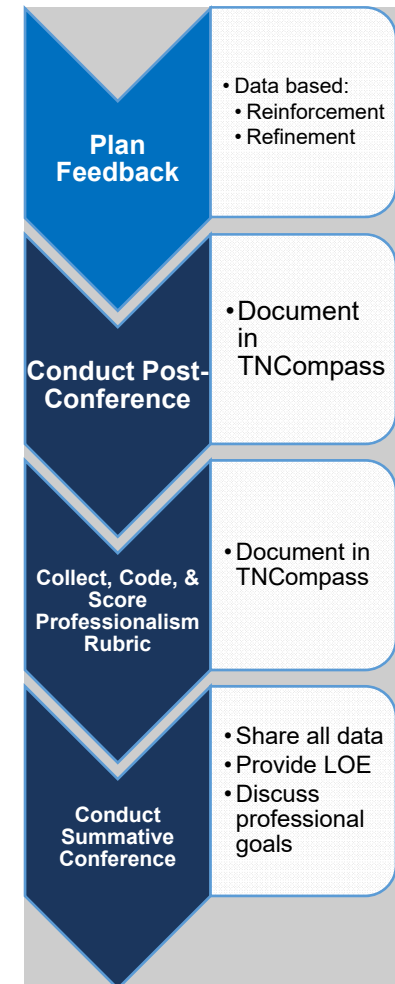 Plan
Feedback
• Data based:
• Reinforcement
• Refinement
Conduct Post-
Conference
• Document
in
TNCompass
Collect, Code, &
Score
Professionalism
Rubric
• Document in
TNCompass
Conduct
Summative
Conference
• Share all data
• Provide LOE
• Discuss
professional
goals